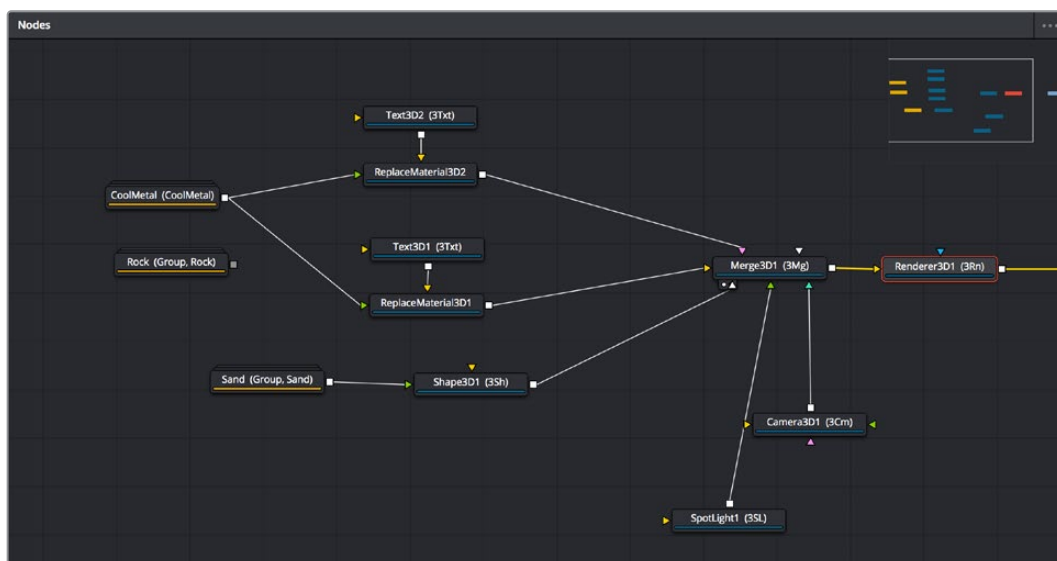 Nodes
Text3D2 (3Txt)
ReplaceMaterial3D2
CoolMetal (CoolMetal)
Text3D1 (3Txt)
Rock (Group, Rock)
Merge3D1 (3Mg)
Renderer3D1 (3Rn)
ReplaceMaterial3D1
Sand (Group, Sand)
Shape3D1 (3Sh)
Camera3D1 (3Cm)
SpotLight1 (3SL)